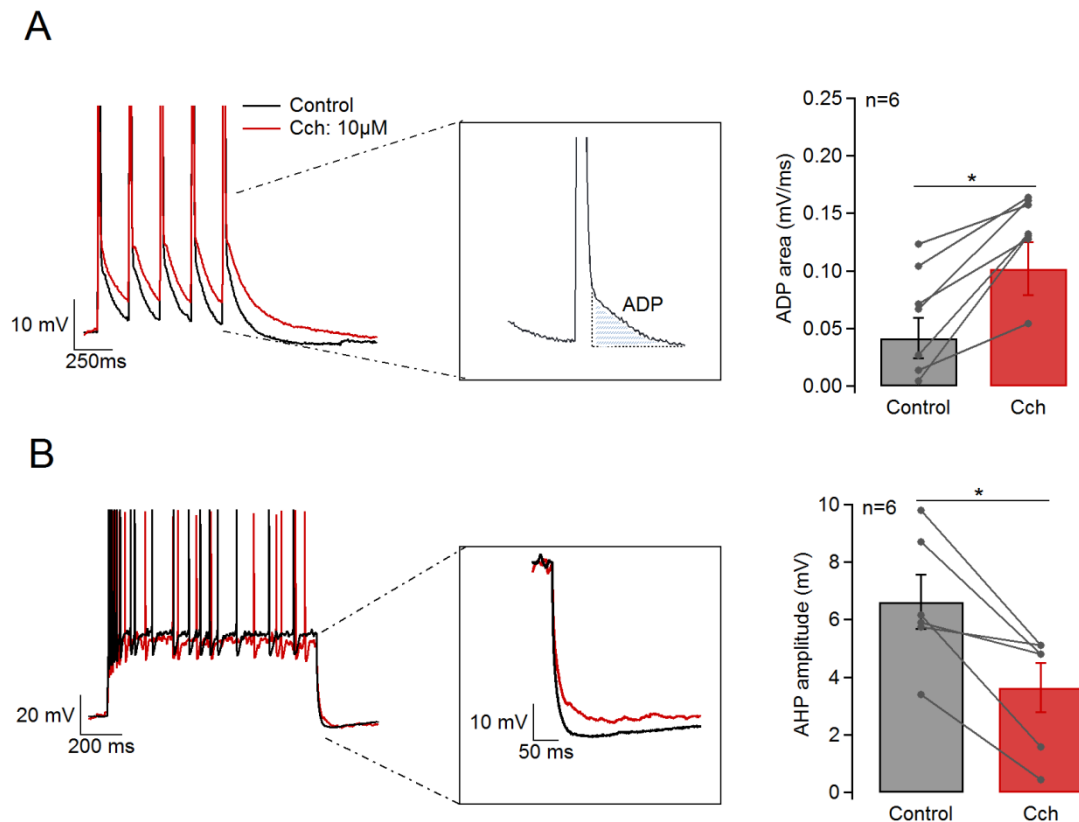 A
Control
Cch: 10µM
10 mV
250ms
ADP
n=6
*
ADP area (mV/ms)
0.25
0.20
0.15
0.10
0.05
0.00
Control Cch
B
20 mV
200 ms
10 mV
50 ms
n=6
*
AHP amplitude (mV)
10
8
6
4
2
0
Control Cch